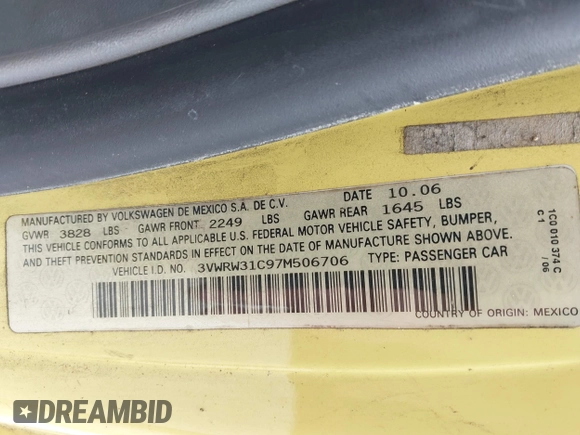 MANUFACTURED BY VOLKSWAGEN DE MEXICO S.A. DE C.V. DATE 10.06
GVWR 3828 LBS - GAWR FRONT 2249 LBS GAWR REAR 1645 LBS
THIS VEHICLE CONFORMS TO ALL APPLICABLE U.S. FEDERAL MOTOR VEHICLE SAFETY, BUMPER,
AND THEFT PREVENTION STANDARDS IN EFFECT ON THE DATE OF MANUFACTURE SHOWN ABOVE.
VEHICLE I.D. NO. 3VWRW31C97M506706 TYPE: PASSENGER CAR
COUNTRY OF ORIGIN: MEXICO
1C0 010 374 C
C1 /06
DREAMBID